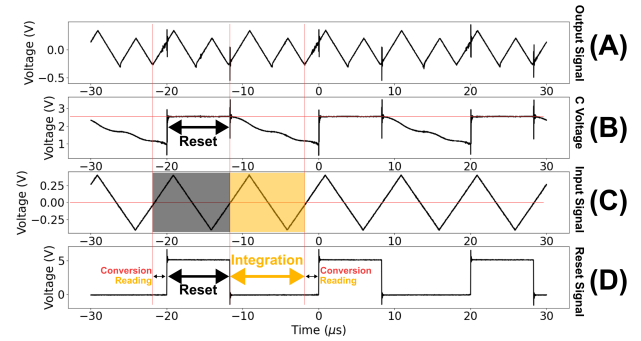 Voltage (V)
0.0
−0.5
−30 −20 −10 0 10 20 30
Output Signal
(A)
Voltage (V)
3
2
1
Reset
−30 −20 −10 0 10 20 30
C Voltage
(B)
Voltage (V)
0.25
0.00
−0.25
−30 −20 −10 0 10 20 30
Input Signal
(C)
Voltage (V)
5
0
Conversion
Reading
Reset
Integration
Conversion
Reading
−30 −20 −10 0 10 20 30
Reset Signal
(D)
Time (μs)